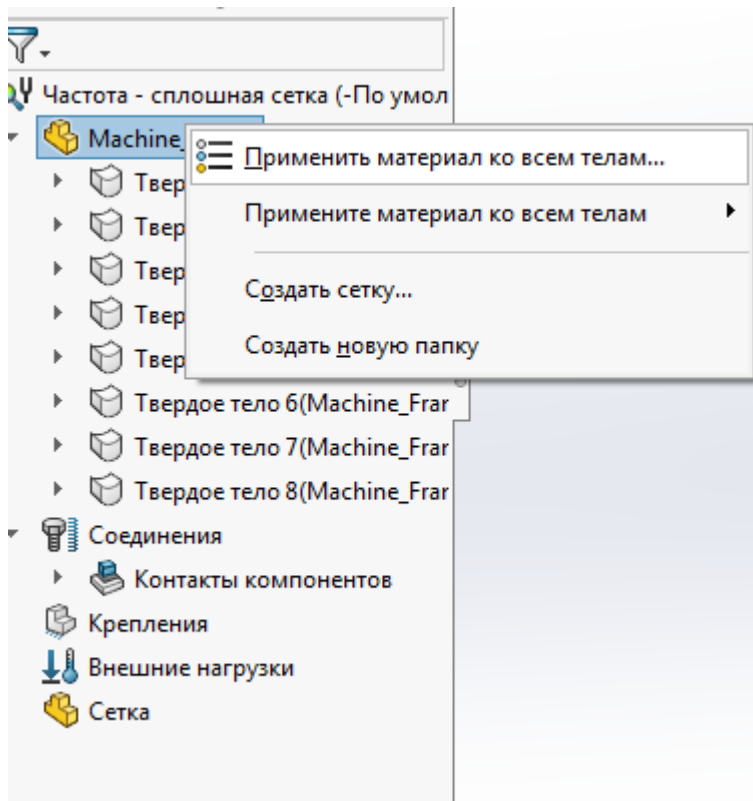 Частота - сплошная сетка (-По умол
Machine_
Применить материал ко всем телам...
Твер
Примените материал ко всем телам
Твер
Твер
Создать сетку...
Твер
Создать новую папку
Твер
Твердое тело 6(Machine_Frar
Твердое тело 7(Machine_Frar
Твердое тело 8(Machine_Frar
Соединения
Контакты компонентов
Крепления
Внешние нагрузки
Сетка